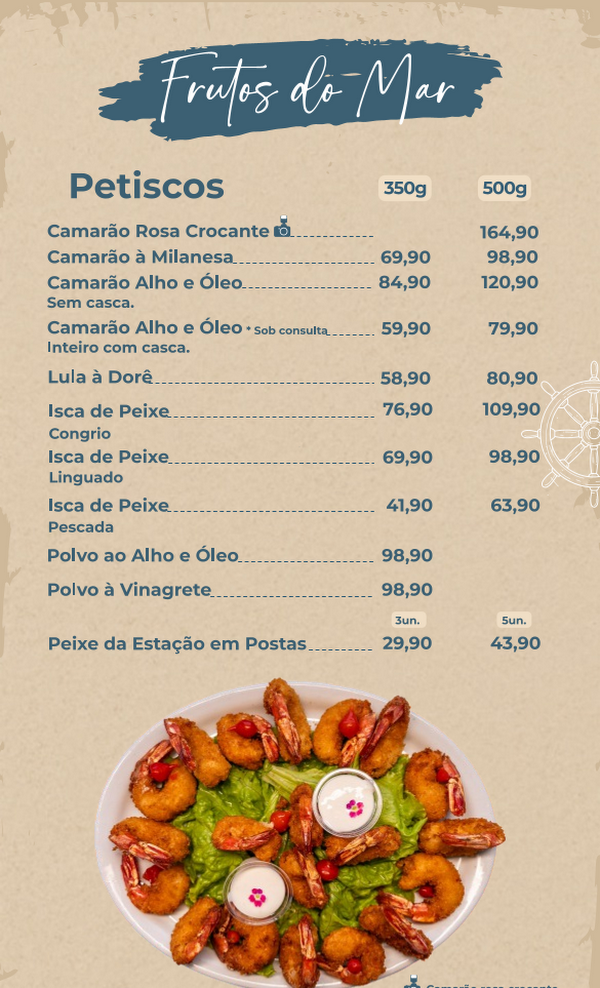 Frutos do Mar
Petiscos 350g 500g
Camarão Rosa Crocante 164,90
Camarão à Milanesa 69,90 98,90
Camarão Alho e Óleo 84,90 120,90
Sem casca.
Camarão Alho e Óleo * Sob consulta 59,90 79,90
Inteiro com casca.
Lula à Dorê 58,90 80,90
Isca de Peixe 76,90 109,90
Congrio
Isca de Peixe 69,90 98,90
Linguado
Isca de Peixe 41,90 63,90
Pescada
Polvo ao Alho e Óleo 98,90
Polvo à Vinagrete 98,90
3un. 5un.
Peixe da Estação em Postas 29,90 43,90